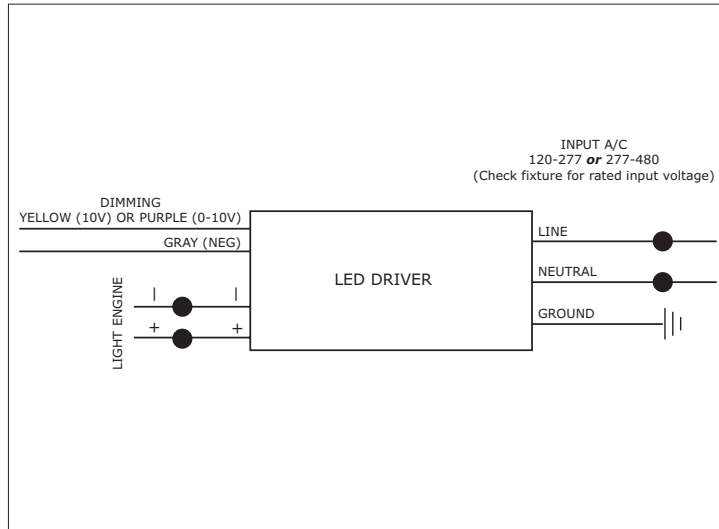 INPUT A/C
120-277 or 277-480
(Check fixture for rated input voltage)
DIMMING
YELLOW (10V) OR PURPLE (0-10V)
GRAY (NEG)
LED DRIVER
LINE
NEUTRAL
GROUND
LIGHT ENGINE
| |
+ +